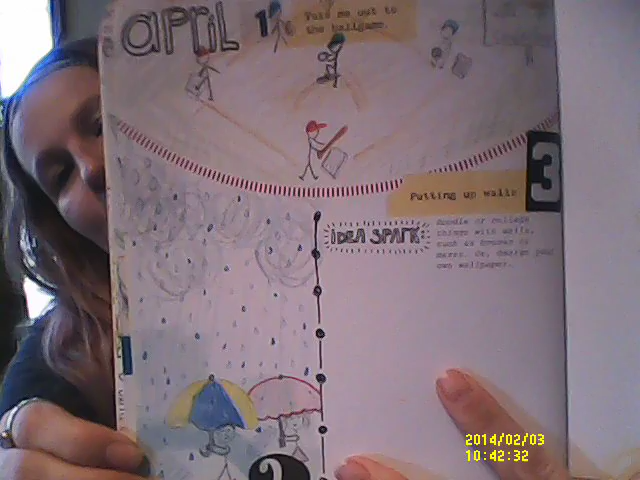 april 1
Take me out to
the ballgame.
3
Putting up walls
iDEA SPARK
doodle or collage
things with walls,
such as houses or
mazes. Or, design your
own wallpaper.
2
2014/02/03
10:42:32